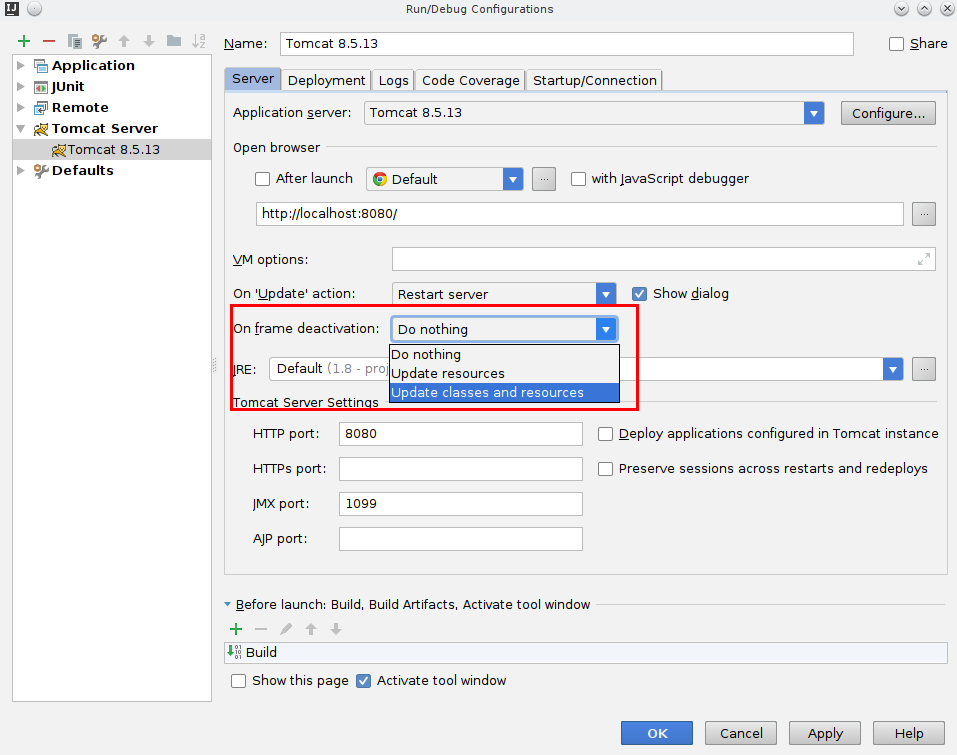 IJ
Run/Debug Configurations
Name: Tomcat 8.5.13 Share
Application
JUnit
Remote
Tomcat Server
Tomcat 8.5.13
Defaults
Server Deployment Logs Code Coverage Startup/Connection
Application server: Tomcat 8.5.13 Configure...
Open browser
After launch Default ... with JavaScript debugger
http://localhost:8080/ ...
VM options:
On 'Update' action: Restart server Show dialog
On frame deactivation: Do nothing
Do nothing
Update resources
Update classes and resources
JRE: Default (1.8 - proj ...
Tomcat Server Settings
HTTP port: 8080 Deploy applications configured in Tomcat instance
HTTPs port: Preserve sessions across restarts and redeploys
JMX port: 1099
AJP port:
Before launch: Build, Build Artifacts, Activate tool window
Build
Show this page Activate tool window
OK Cancel Apply Help